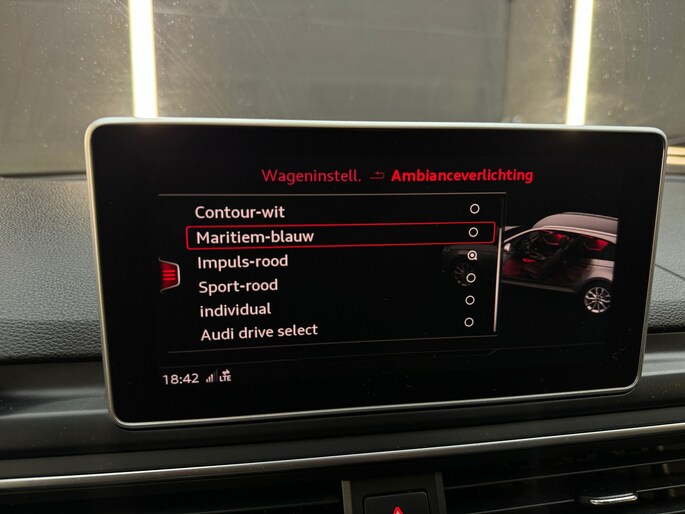 Wageninstell. Ambianceverlichting
Contour-wit
Maritiem-blauw
Impuls-rood
Sport-rood
individual
Audi drive select
18:42 LTE